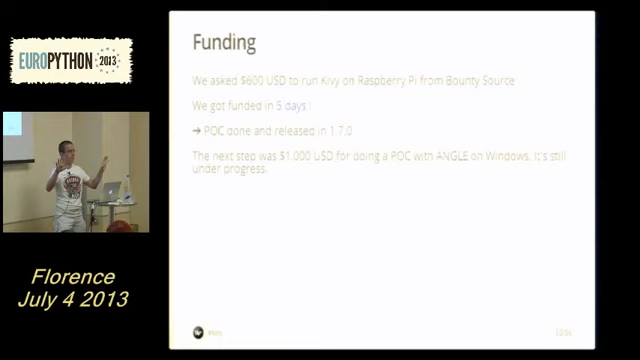 EUROPYTHON 2013
Florence
July 4 2013
Funding
We asked $600 USD to run Kivy on Raspberry Pi from Bounty Source
We got funded in 5 days !
➔ POC done and released in 1.7.0
The next step was $1,000 USD for doing a POC with ANGLE on Windows. It's still
under progress.